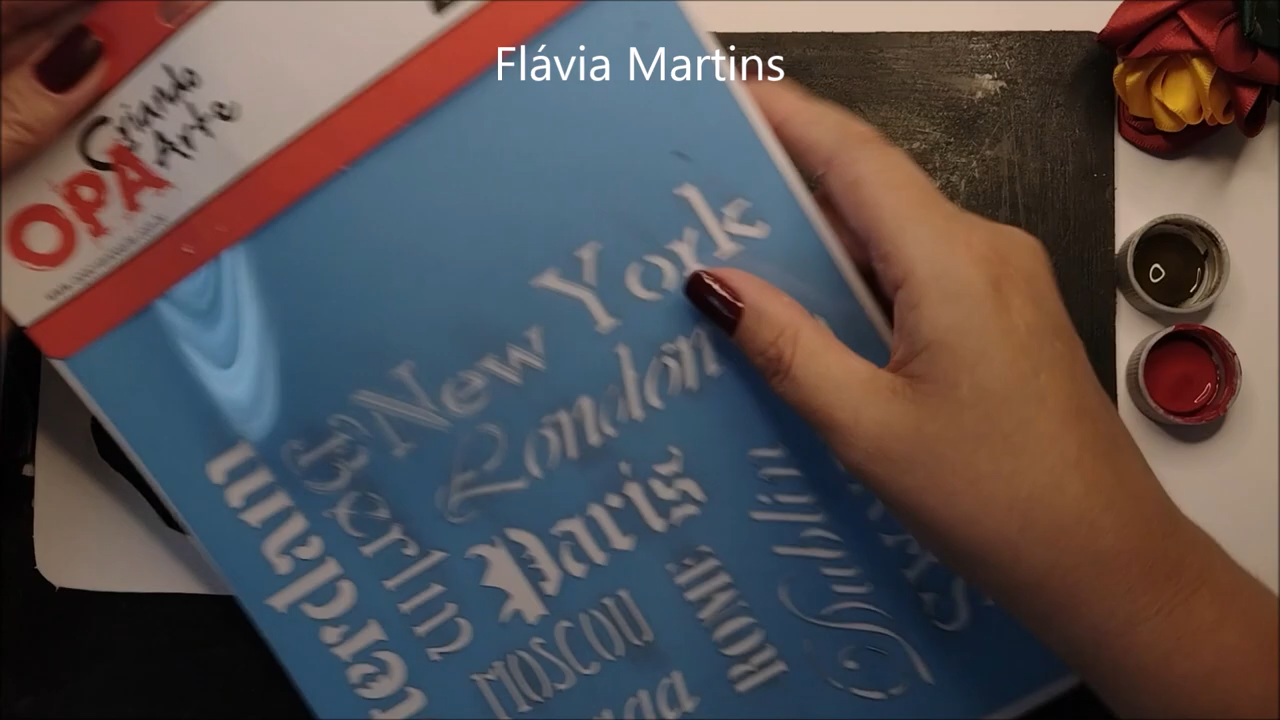 Flávia Martins
OPA
Criando
Arte
New York
London
Berlin
Paris
MOSCOU
ROME
Dublin